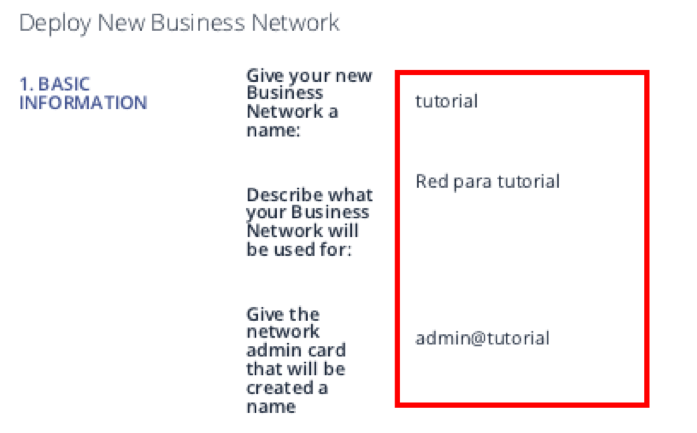 Deploy New Business Network
1. BASIC
INFORMATION
Give your new
Business
Network a
name:
tutorial
Describe what
your Business
Network will
be used for:
Red para tutorial
Give the
network
admin card
that will be
created a
name
admin@tutorial